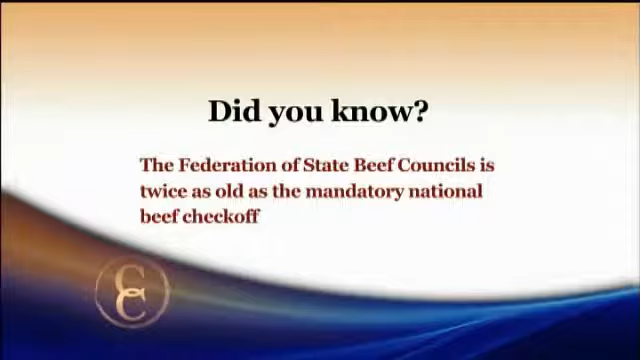 Did you know?
The Federation of State Beef Councils is
twice as old as the mandatory national
beef checkoff
CC